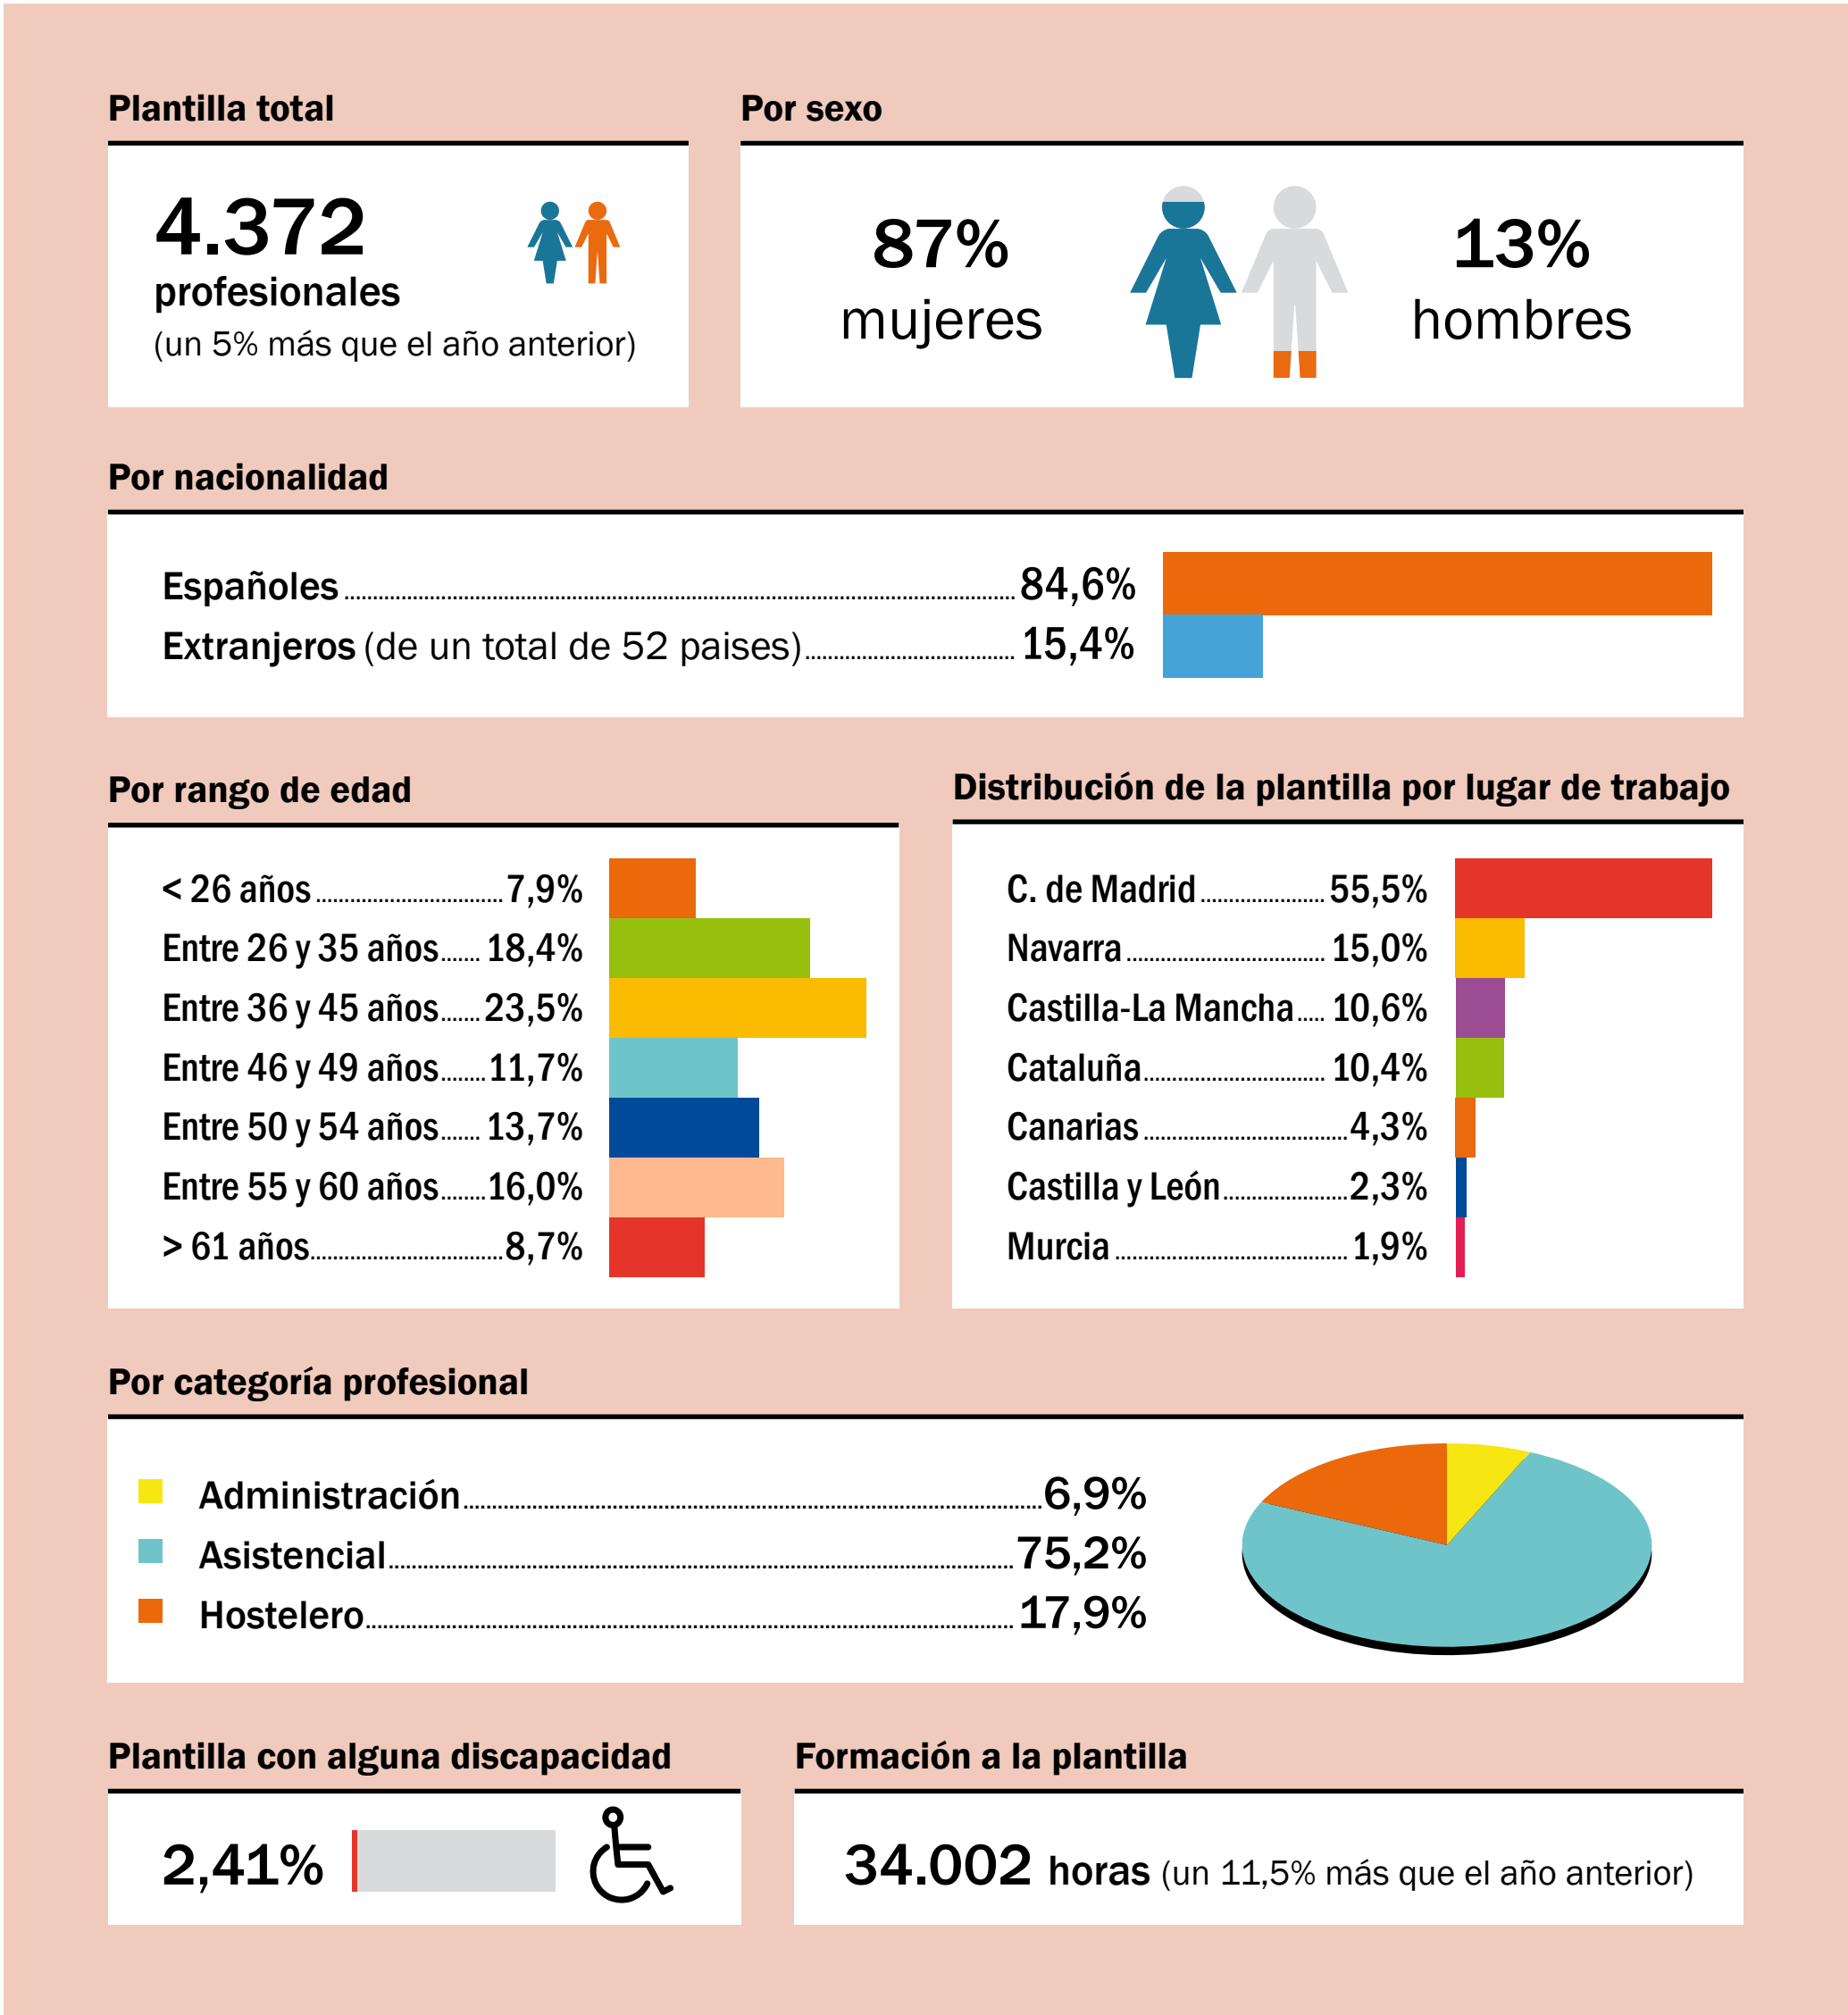 Plantilla total
4.372
profesionales
(un 5% más que el año anterior)
Por sexo
87%
mujeres
13%
hombres
Por nacionalidad
Españoles 84,6%
Extranjeros (de un total de 52 paises) 15,4%
Por rango de edad
< 26 años 7,9%
Entre 26 y 35 años 18,4%
Entre 36 y 45 años 23,5%
Entre 46 y 49 años 11,7%
Entre 50 y 54 años 13,7%
Entre 55 y 60 años 16,0%
> 61 años 8,7%
Distribución de la plantilla por lugar de trabajo
C. de Madrid 55,5%
Navarra 15,0%
Castilla-La Mancha 10,6%
Cataluña 10,4%
Canarias 4,3%
Castilla y León 2,3%
Murcia 1,9%
Por categoría profesional
Administración 6,9%
Asistencial 75,2%
Hostelero 17,9%
Plantilla con alguna discapacidad
2,41%
Formación a la plantilla
34.002 horas (un 11,5% más que el año anterior)